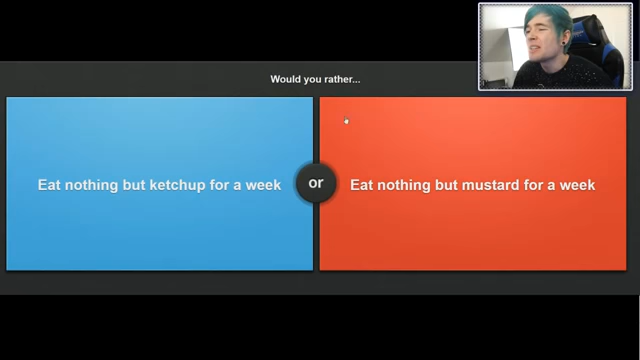 Would you rather...
Eat nothing but ketchup for a week
or
Eat nothing but mustard for a week